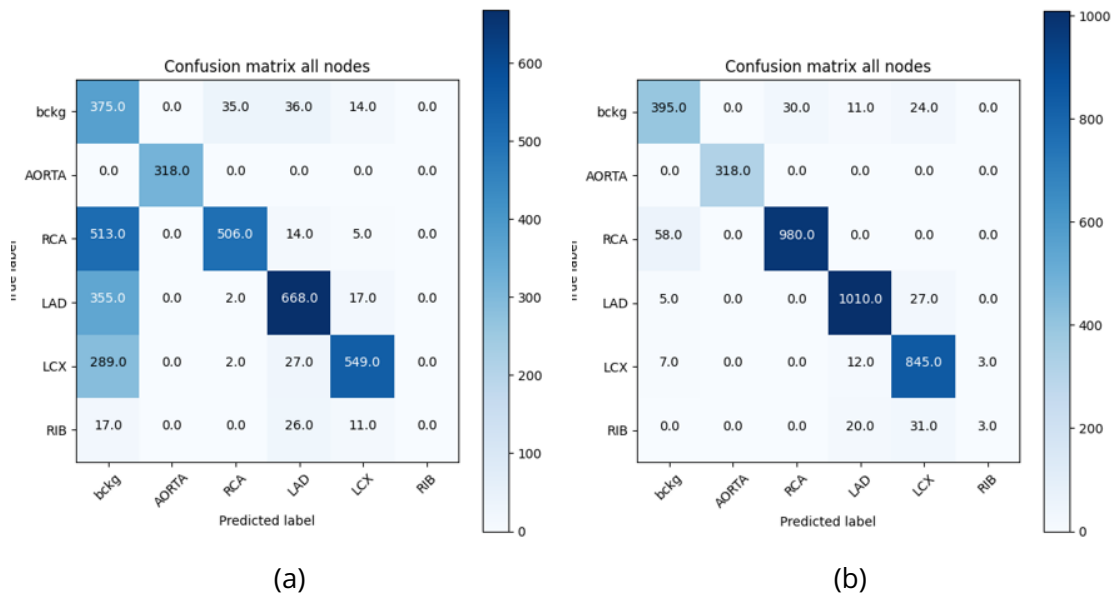 Confusion matrix all nodes
bckg 375.0 0.0 35.0 36.0 14.0 0.0
AORTA 0.0 318.0 0.0 0.0 0.0 0.0
RCA 513.0 0.0 506.0 14.0 5.0 0.0
LAD 355.0 0.0 2.0 668.0 17.0 0.0
LCX 289.0 0.0 2.0 27.0 549.0 0.0
RIB 17.0 0.0 0.0 26.0 11.0 0.0
bckg AORTA RCA LAD LCX RIB
Predicted label
label
600
500
400
300
200
100
0
(a)
Confusion matrix all nodes
bckg 395.0 0.0 30.0 11.0 24.0 0.0
AORTA 0.0 318.0 0.0 0.0 0.0 0.0
RCA 58.0 0.0 980.0 0.0 0.0 0.0
LAD 5.0 0.0 0.0 1010.0 27.0 0.0
LCX 7.0 0.0 0.0 12.0 845.0 3.0
RIB 0.0 0.0 0.0 20.0 31.0 3.0
bckg AORTA RCA LAD LCX RIB
Predicted label
label
1000
800
600
400
200
0
(b)